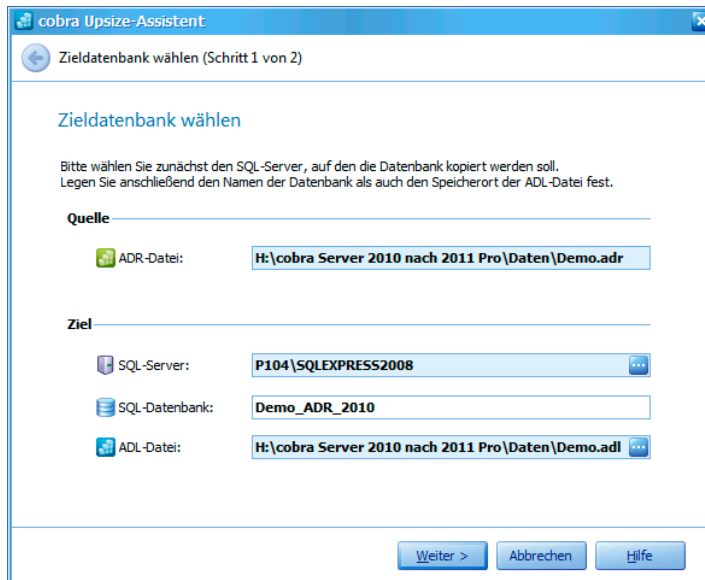 cobra Upsize-Assistent
Zieldatenbank wählen (Schritt 1 von 2)
Zieldatenbank wählen
Bitte wählen Sie zunächst den SQL-Server, auf den die Datenbank kopiert werden soll.
Legen Sie anschließend den Namen der Datenbank als auch den Speicherort der ADL-Datei fest.
Quelle
ADR-Datei: H:\cobra Server 2010 nach 2011 Pro\Daten\Demo.adr
Ziel
SQL-Server: P104\SQLEXPRESS2008
SQL-Datenbank: Demo_ADR_2010
ADL-Datei: H:\cobra Server 2010 nach 2011 Pro\Daten\Demo.adl
Weiter > Abbrechen Hilfe